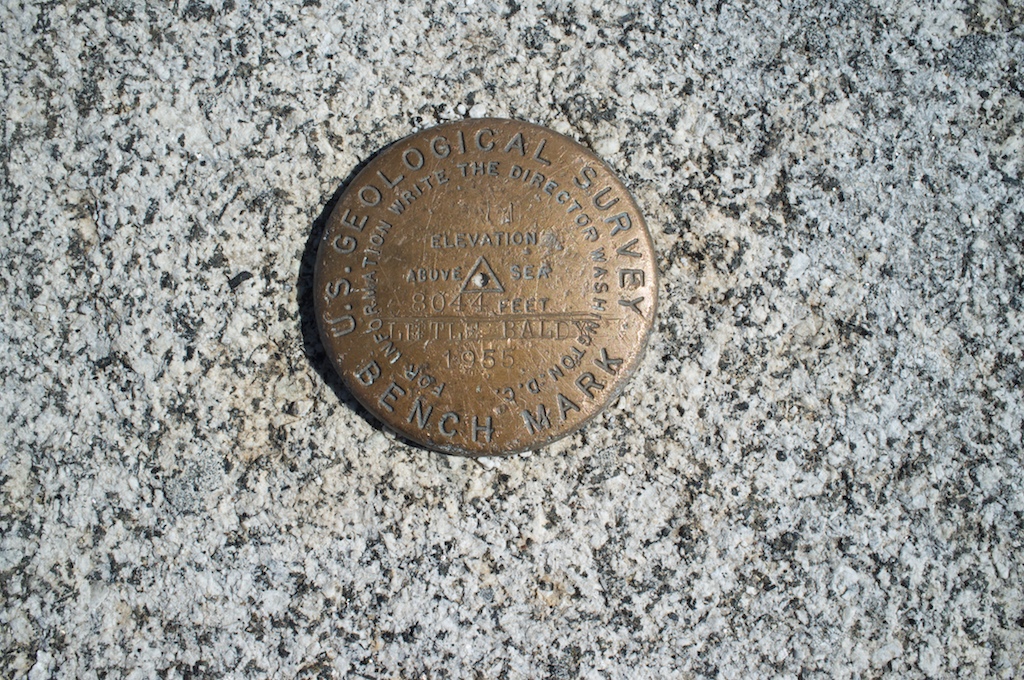 U.S. GEOLOGICAL SURVEY
FOR INFORMATION WRITE THE DIRECTOR WASHINGTON, D.C.
ELEVATION
ABOVE SEA
8044 FEET
LITTLE BALDY
1955
BENCH MARK